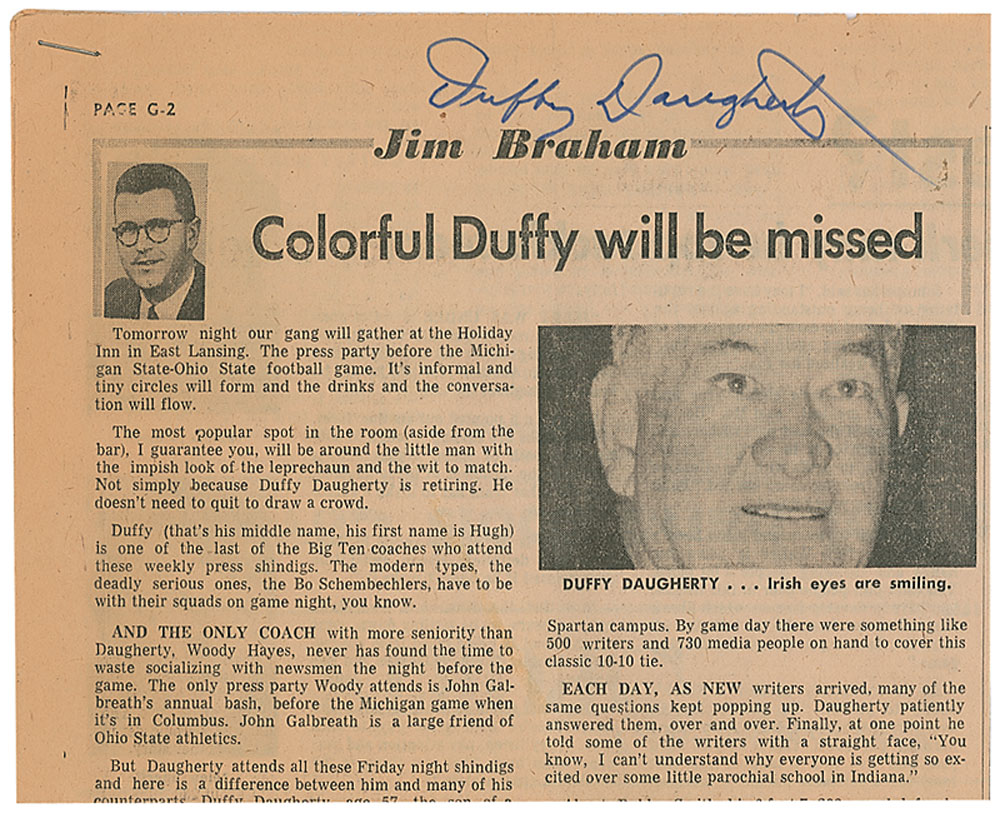 Duffy Daugherty
PAGE G-2
Jim Braham
Colorful Duffy will be missed
Tomorrow night our gang will gather at the Holiday
Inn in East Lansing. The press party before the Michi-
gan State-Ohio State football game. It's informal and
tiny circles will form and the drinks and the conversa-
tion will flow.
The most popular spot in the room (aside from the
bar), I guarantee you, will be around the little man with
the impish look of the leprechaun and the wit to match.
Not simply because Duffy Daugherty is retiring. He
doesn't need to quit to draw a crowd.
Duffy (that's his middle name, his first name is Hugh)
is one of the last of the Big Ten coaches who attend
these weekly press shindigs. The modern types, the
deadly serious ones, the Bo Schembechlers, have to be
with their squads on game night, you know.
AND THE ONLY COACH with more seniority than
Daugherty, Woody Hayes, never has found the time to
waste socializing with newsmen the night before the
game. The only press party Woody attends is John Gal-
breath's annual bash, before the Michigan game when
it's in Columbus. John Galbreath is a large friend of
Ohio State athletics.
But Daugherty attends all these Friday night shindigs
and here is a difference between him and many of his
counterparts. Duffy Daugherty, age 57, the son of a
DUFFY DAUGHERTY . . . Irish eyes are smiling.
Spartan campus. By game day there were something like
500 writers and 730 media people on hand to cover this
classic 10-10 tie.
EACH DAY, AS NEW writers arrived, many of the
same questions kept popping up. Daugherty patiently
answered them, over and over. Finally, at one point he
told some of the writers with a straight face, "You
know, I can't understand why everyone is getting so ex-
cited over some little parochial school in Indiana."